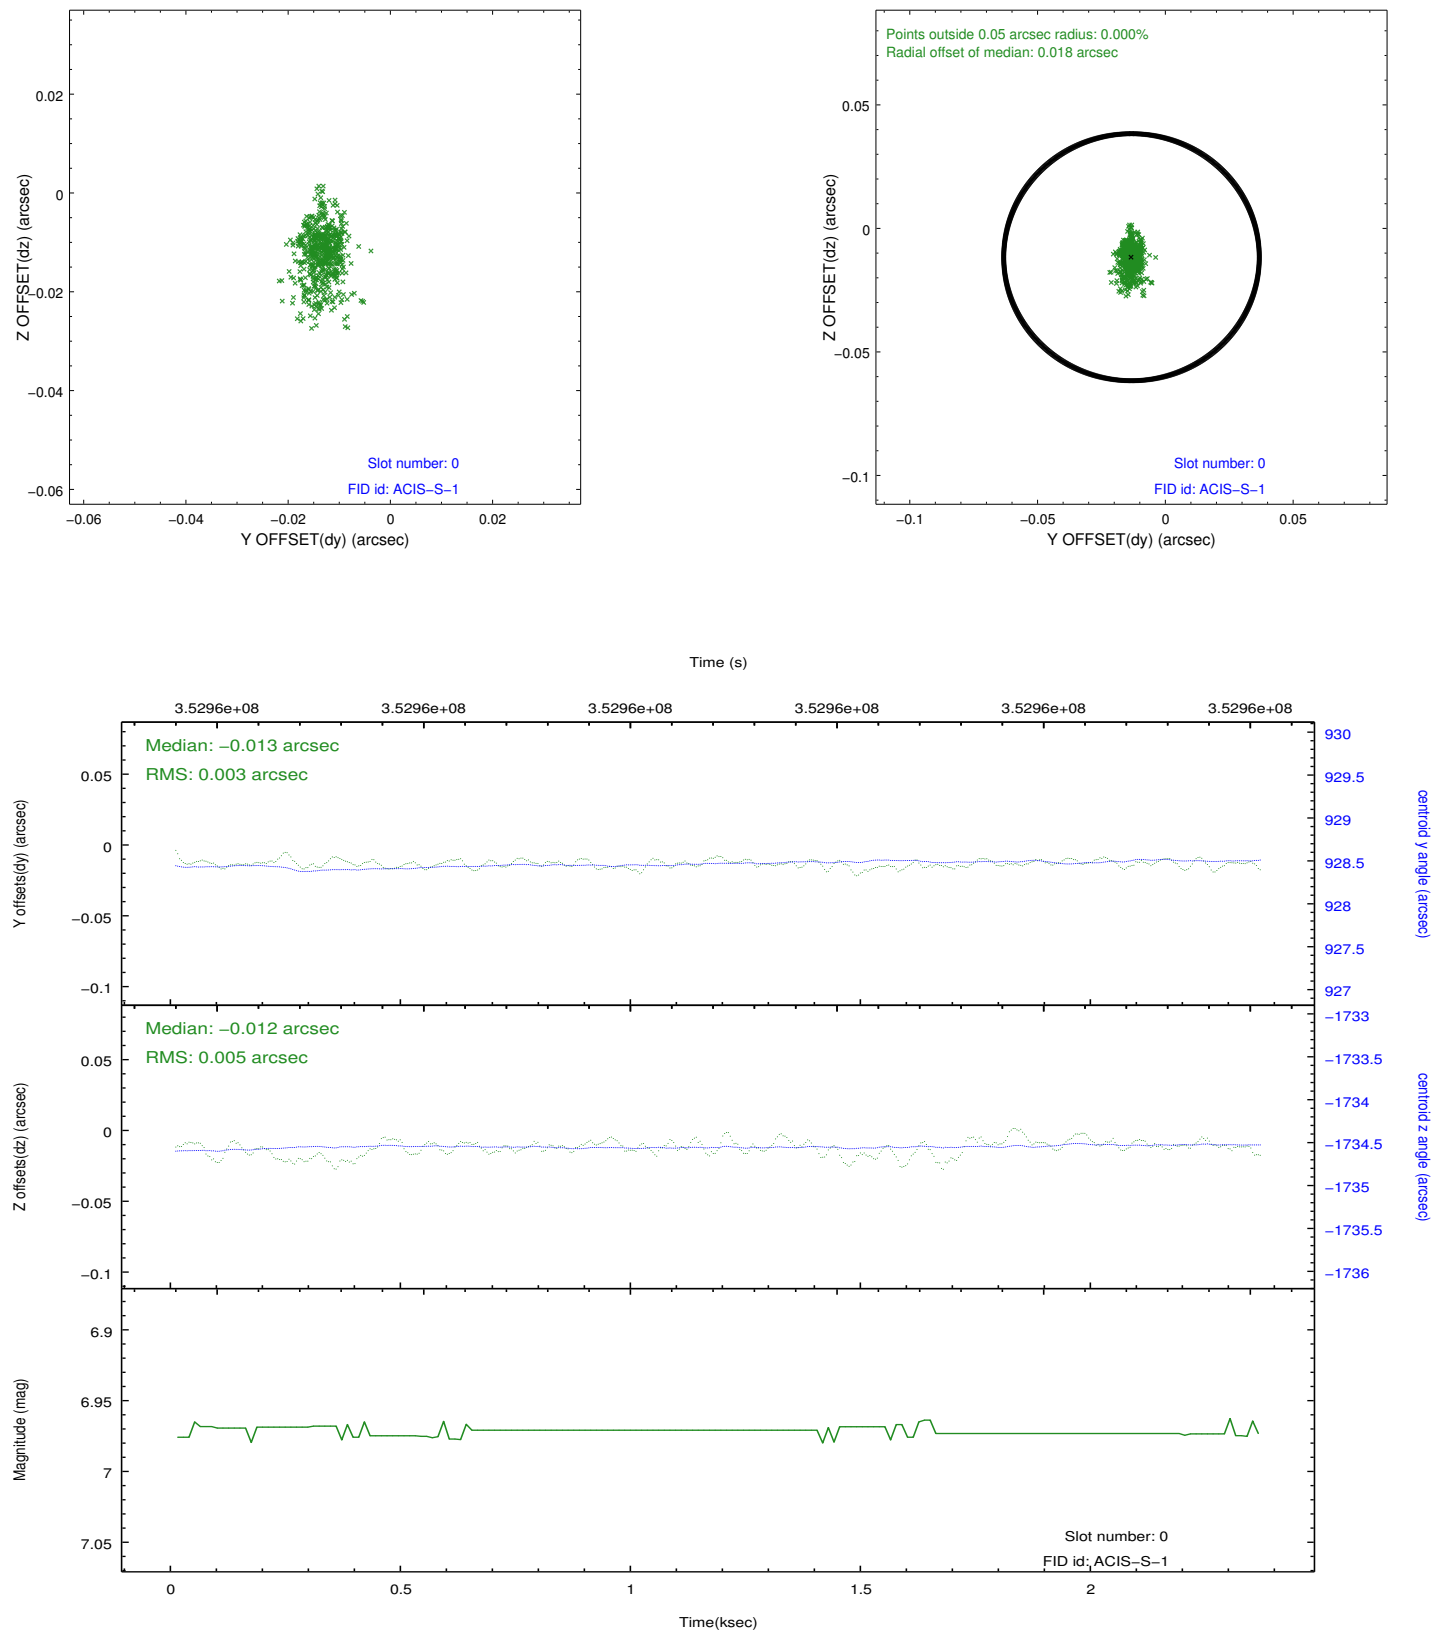 0.02
0
−0.02
−0.04
−0.06
Z OFFSET(dz) (arcsec)
Slot number: 0
FID id: ACIS−S−1
−0.06
−0.04
−0.02
0
0.02
Y OFFSET(dy) (arcsec)
Points outside 0.05 arcsec radius: 0.000%
Radial offset of median: 0.018 arcsec
0.05
0
−0.05
−0.1
Z OFFSET(dz) (arcsec)
Slot number: 0
FID id: ACIS−S−1
−0.1
−0.05
0
0.05
Y OFFSET(dy) (arcsec)
Time (s)
3.5296e+08
3.5296e+08
3.5296e+08
3.5296e+08
3.5296e+08
3.5296e+08
Median: −0.013 arcsec
RMS: 0.003 arcsec
0.05
0
−0.05
−0.1
Y offsets(dy) (arcsec)
930
929.5
929
928.5
928
927.5
927
centroid y angle (arcsec)
Median: −0.012 arcsec
RMS: 0.005 arcsec
0.05
0
−0.05
−0.1
Z offsets(dz) (arcsec)
−1733
−1733.5
−1734
−1734.5
−1735
−1735.5
−1736
centroid z angle (arcsec)
6.9
6.95
7
7.05
Magnitude (mag)
Slot number: 0
FID id: ACIS−S−1
0
0.5
1
1.5
2
Time(ksec)